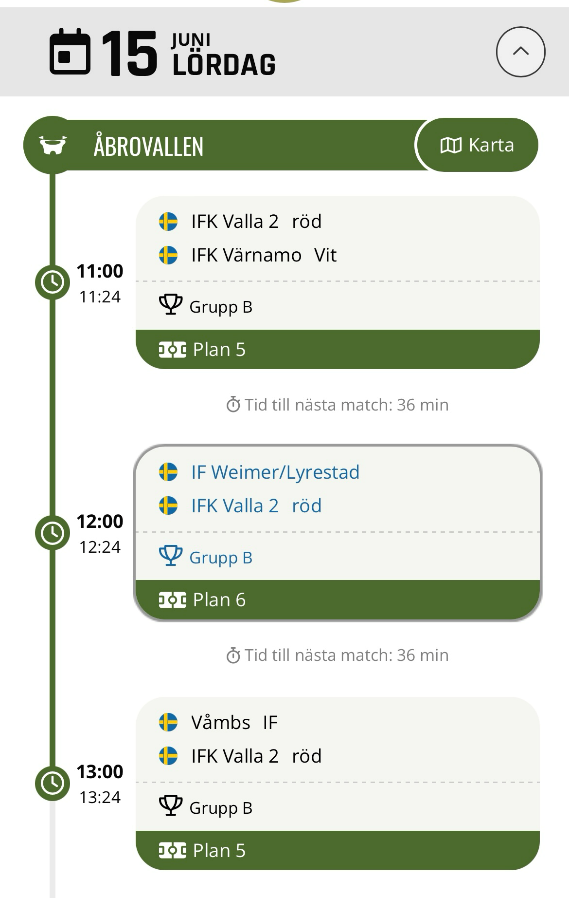 15 JUNI
LÖRDAG
ÅBROVALLEN
Karta
11:00
11:24
IFK Valla 2 röd
IFK Värnamo Vit
Grupp B
Plan 5
Tid till nästa match: 36 min
12:00
12:24
IF Weimer/Lyrestad
IFK Valla 2 röd
Grupp B
Plan 6
Tid till nästa match: 36 min
13:00
13:24
Våmbs IF
IFK Valla 2 röd
Grupp B
Plan 5